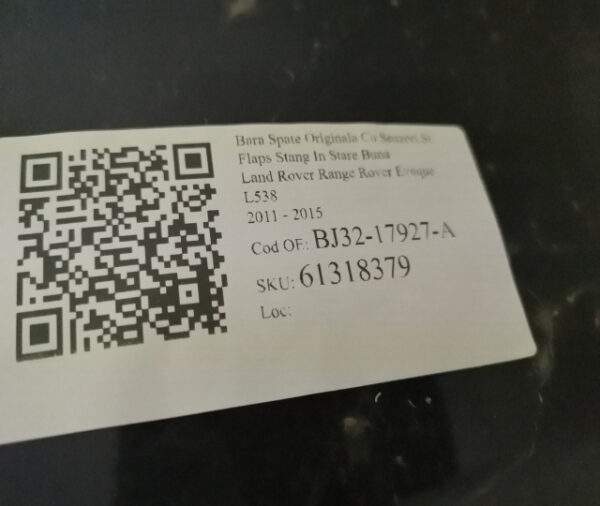 Bara Spate Originala Cu Senzori Si
Flaps Stang In Stare Buna
Land Rover Range Rover Evoque
L538
2011 - 2015
Cod OE: BJ32-17927-A
SKU: 61318379
Loc: